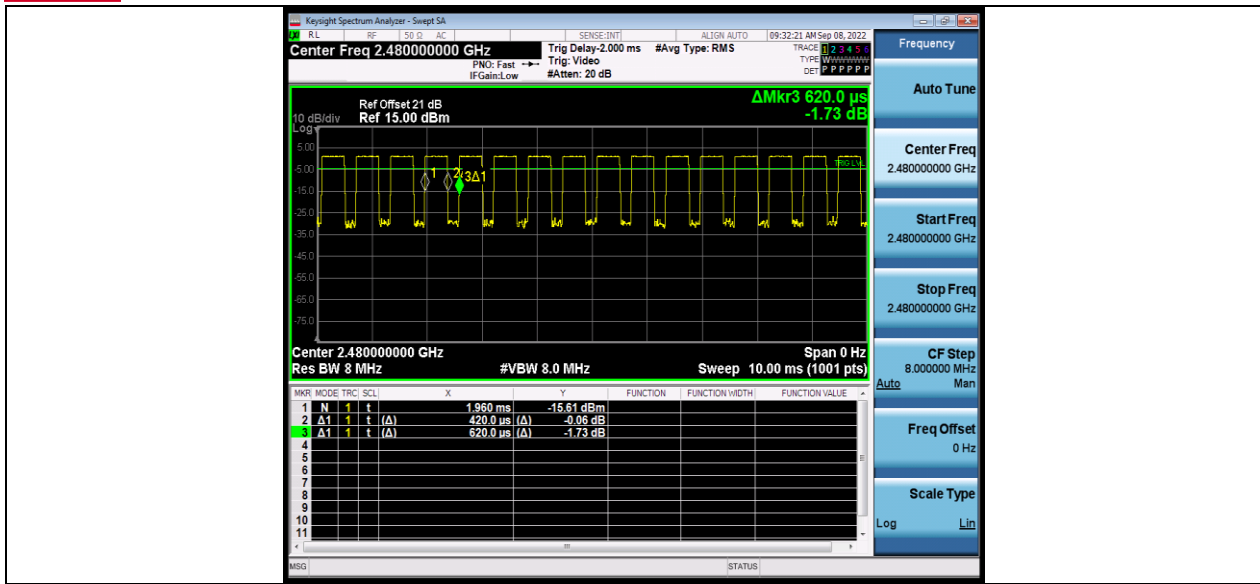 Keysight Spectrum Analyzer - Swept SA
RL RF 50 Ω AC SENSE:INT ALIGN AUTO 09:32:21 AM Sep 08, 2022
Center Freq 2.480000000 GHz
PNO: Fast
IFGain:Low
Trig Delay-2.000 ms
Trig: Video
#Atten: 20 dB
#Avg Type: RMS
TRACE 1 2 3 4 5 6
TYPE WWWWWW
DET P P P P P P
ΔMkr3 620.0 µs
-1.73 dB
Ref Offset 21 dB
10 dB/div Ref 15.00 dBm
Log
5.00
-5.00
-15.0
-25.0
-35.0
-45.0
-55.0
-65.0
-75.0
TRIG LVL
1
2
3Δ1
Center 2.480000000 GHz Span 0 Hz
Res BW 8 MHz #VBW 8.0 MHz Sweep 10.00 ms (1001 pts)
MKR MODE TRC SCL X Y FUNCTION FUNCTION WIDTH FUNCTION VALUE
1 N 1 t 1.960 ms -15.61 dBm
2 Δ1 1 t (Δ) 420.0 µs (Δ) -0.06 dB
3 Δ1 1 t (Δ) 620.0 µs (Δ) -1.73 dB
4
5
6
7
8
9
10
11
MSG STATUS
Frequency
Auto Tune
Center Freq
2.480000000 GHz
Start Freq
2.480000000 GHz
Stop Freq
2.480000000 GHz
CF Step
8.000000 MHz
Auto Man
Freq Offset
0 Hz
Scale Type
Log Lin